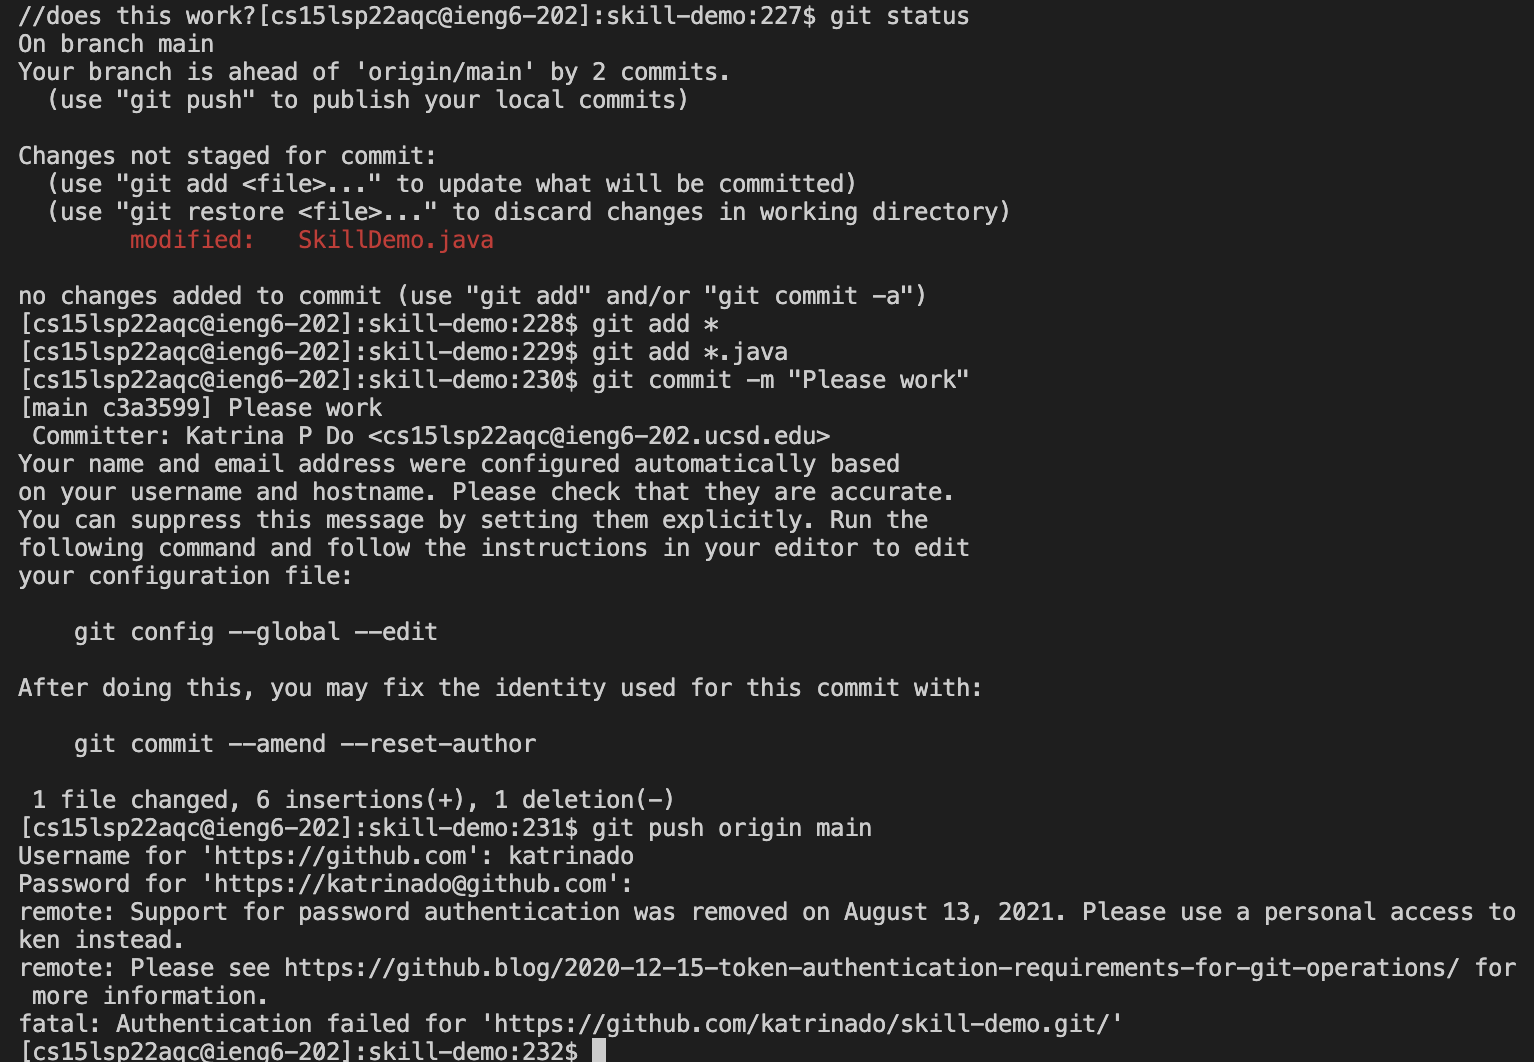 //does this work?[cs15lsp22aqc@ieng6-202]:skill-demo:227$ git status
On branch main
Your branch is ahead of 'origin/main' by 2 commits.
  (use "git push" to publish your local commits)

Changes not staged for commit:
  (use "git add <file>..." to update what will be committed)
  (use "git restore <file>..." to discard changes in working directory)
        modified:   SkillDemo.java

no changes added to commit (use "git add" and/or "git commit -a")
[cs15lsp22aqc@ieng6-202]:skill-demo:228$ git add *
[cs15lsp22aqc@ieng6-202]:skill-demo:229$ git add *.java
[cs15lsp22aqc@ieng6-202]:skill-demo:230$ git commit -m "Please work"
[main c3a3599] Please work
 Committer: Katrina P Do <cs15lsp22aqc@ieng6-202.ucsd.edu>
Your name and email address were configured automatically based
on your username and hostname. Please check that they are accurate.
You can suppress this message by setting them explicitly. Run the
following command and follow the instructions in your editor to edit
your configuration file:

    git config --global --edit

After doing this, you may fix the identity used for this commit with:

    git commit --amend --reset-author

 1 file changed, 6 insertions(+), 1 deletion(-)
[cs15lsp22aqc@ieng6-202]:skill-demo:231$ git push origin main
Username for 'https://github.com': katrinado
Password for 'https://katrinado@github.com':
remote: Support for password authentication was removed on August 13, 2021. Please use a personal access to
ken instead.
remote: Please see https://github.blog/2020-12-15-token-authentication-requirements-for-git-operations/ for
 more information.
fatal: Authentication failed for 'https://github.com/katrinado/skill-demo.git/'
[cs15lsp22aqc@ieng6-202]:skill-demo:232$